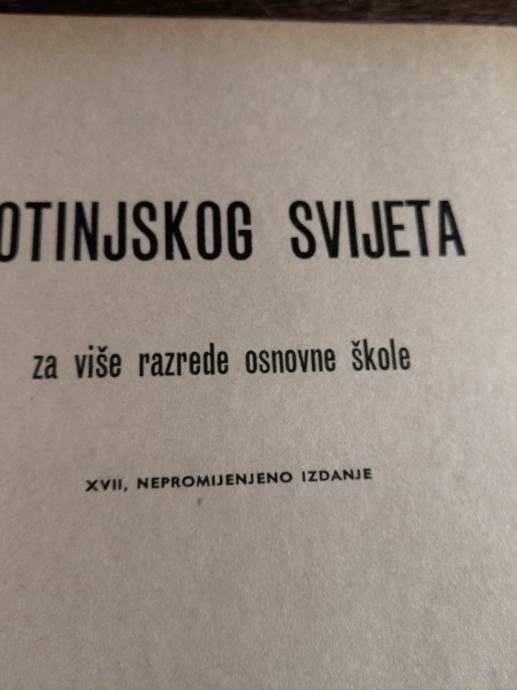 OTINJSKOG SVIJETA
za više razrede osnovne škole
XVII, NEPROMIJENJENO IZDANJE